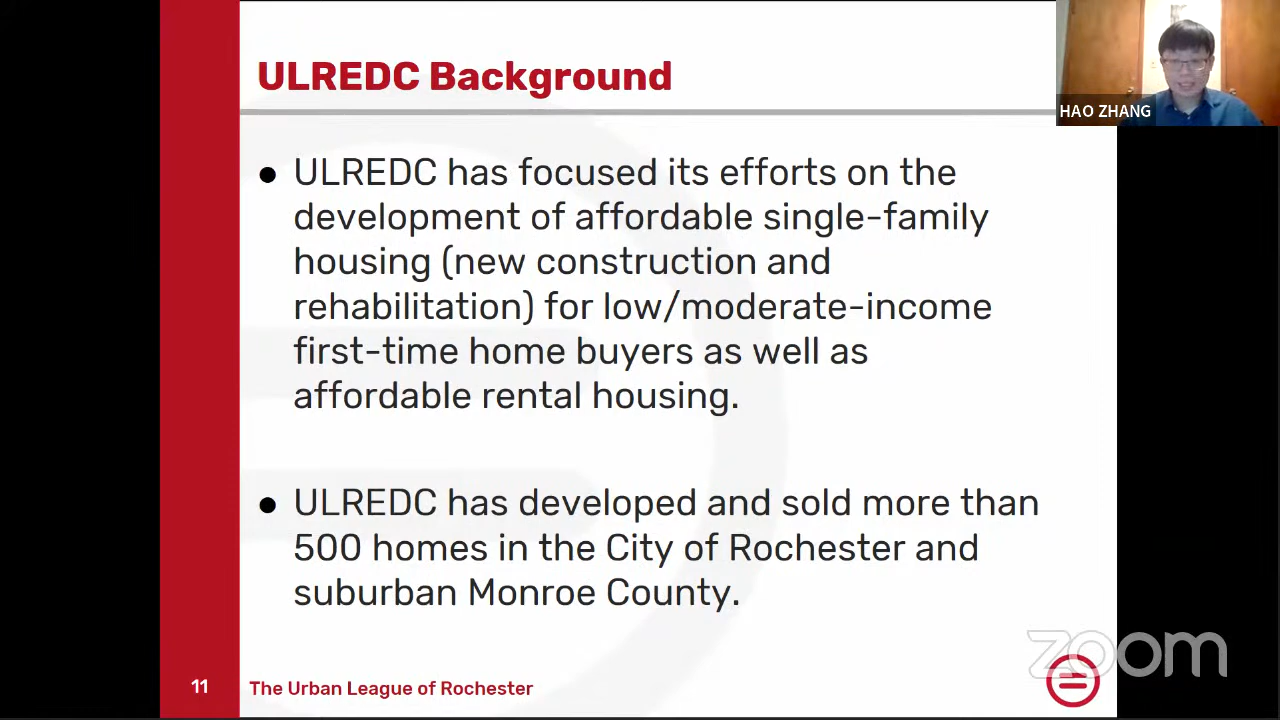 ULREDC Background
HAO ZHANG
● ULREDC has focused its efforts on the
development of affordable single-family
housing (new construction and
rehabilitation) for low/moderate-income
first-time home buyers as well as
affordable rental housing.
● ULREDC has developed and sold more than
500 homes in the City of Rochester and
suburban Monroe County.
zoom
11 The Urban League of Rochester